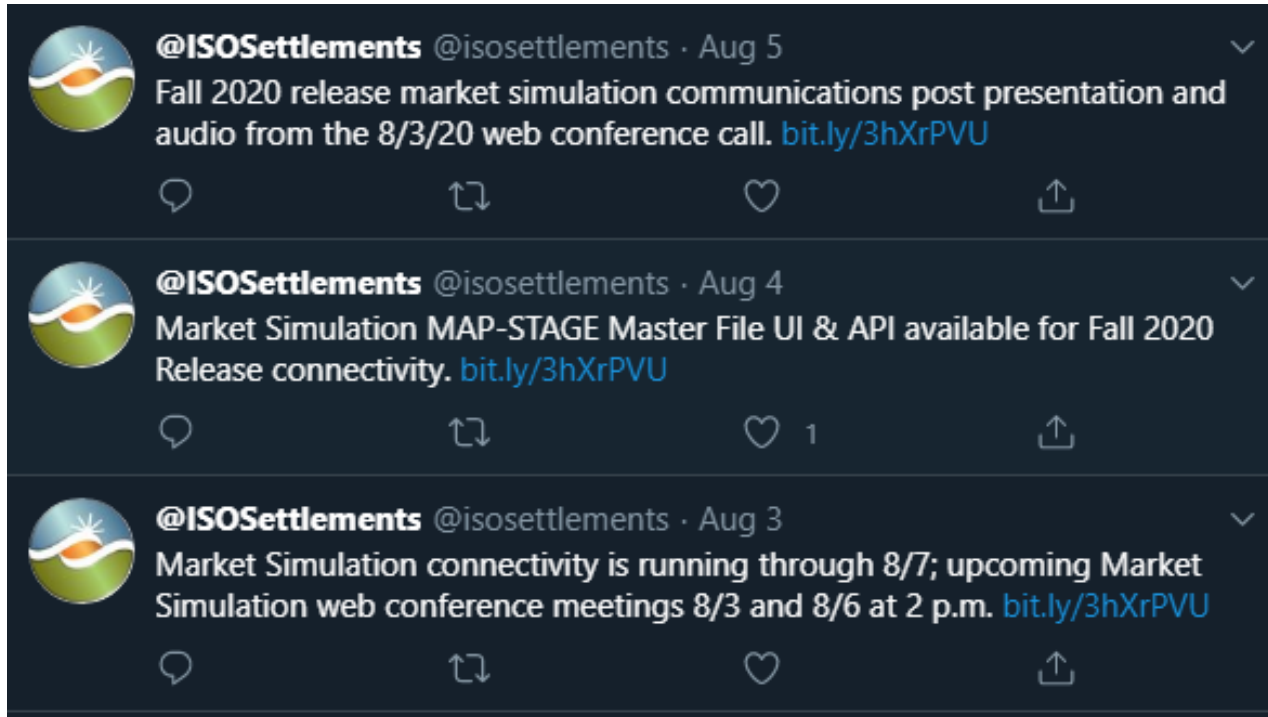 @ISOSettlements @isosettlements · Aug 5
Fall 2020 release market simulation communications post presentation and
audio from the 8/3/20 web conference call. bit.ly/3hXrPVU
@ISOSettlements @isosettlements · Aug 4
Market Simulation MAP-STAGE Master File UI & API available for Fall 2020
Release connectivity. bit.ly/3hXrPVU
1
@ISOSettlements @isosettlements · Aug 3
Market Simulation connectivity is running through 8/7; upcoming Market
Simulation web conference meetings 8/3 and 8/6 at 2 p.m. bit.ly/3hXrPVU